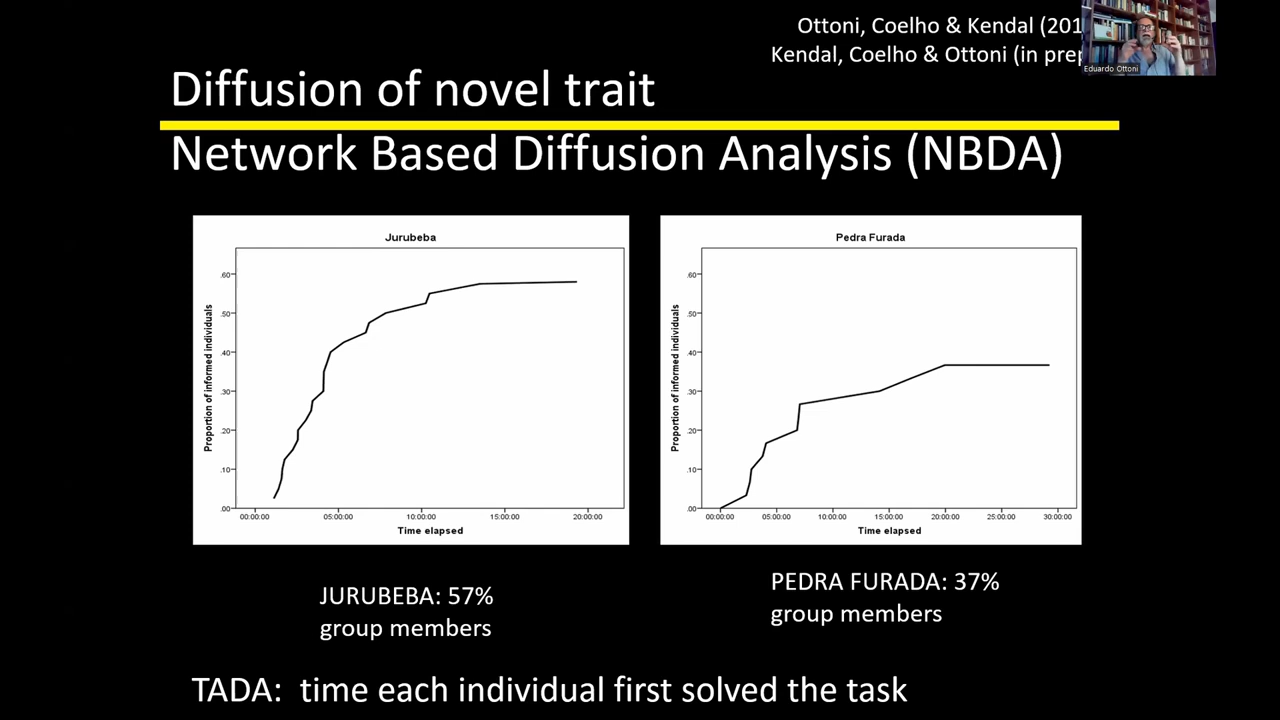 Ottoni, Coelho & Kendal (201
Kendal, Coelho & Ottoni (in prep
Eduardo Ottoni
Diffusion of novel trait
Network Based Diffusion Analysis (NBDA)
Jurubeba
Proportion of informed individuals
.60
.50
.40
.30
.20
.10
.00
00:00:00 05:00:00 10:00:00 15:00:00 20:00:00
Time elapsed
Pedra Furada
Proportion of informed individuals
.60
.50
.40
.30
.20
.10
.00
00:00:00 05:00:00 10:00:00 15:00:00 20:00:00 25:00:00 30:00:00
Time elapsed
JURUBEBA: 57%
group members
PEDRA FURADA: 37%
group members
TADA: time each individual first solved the task